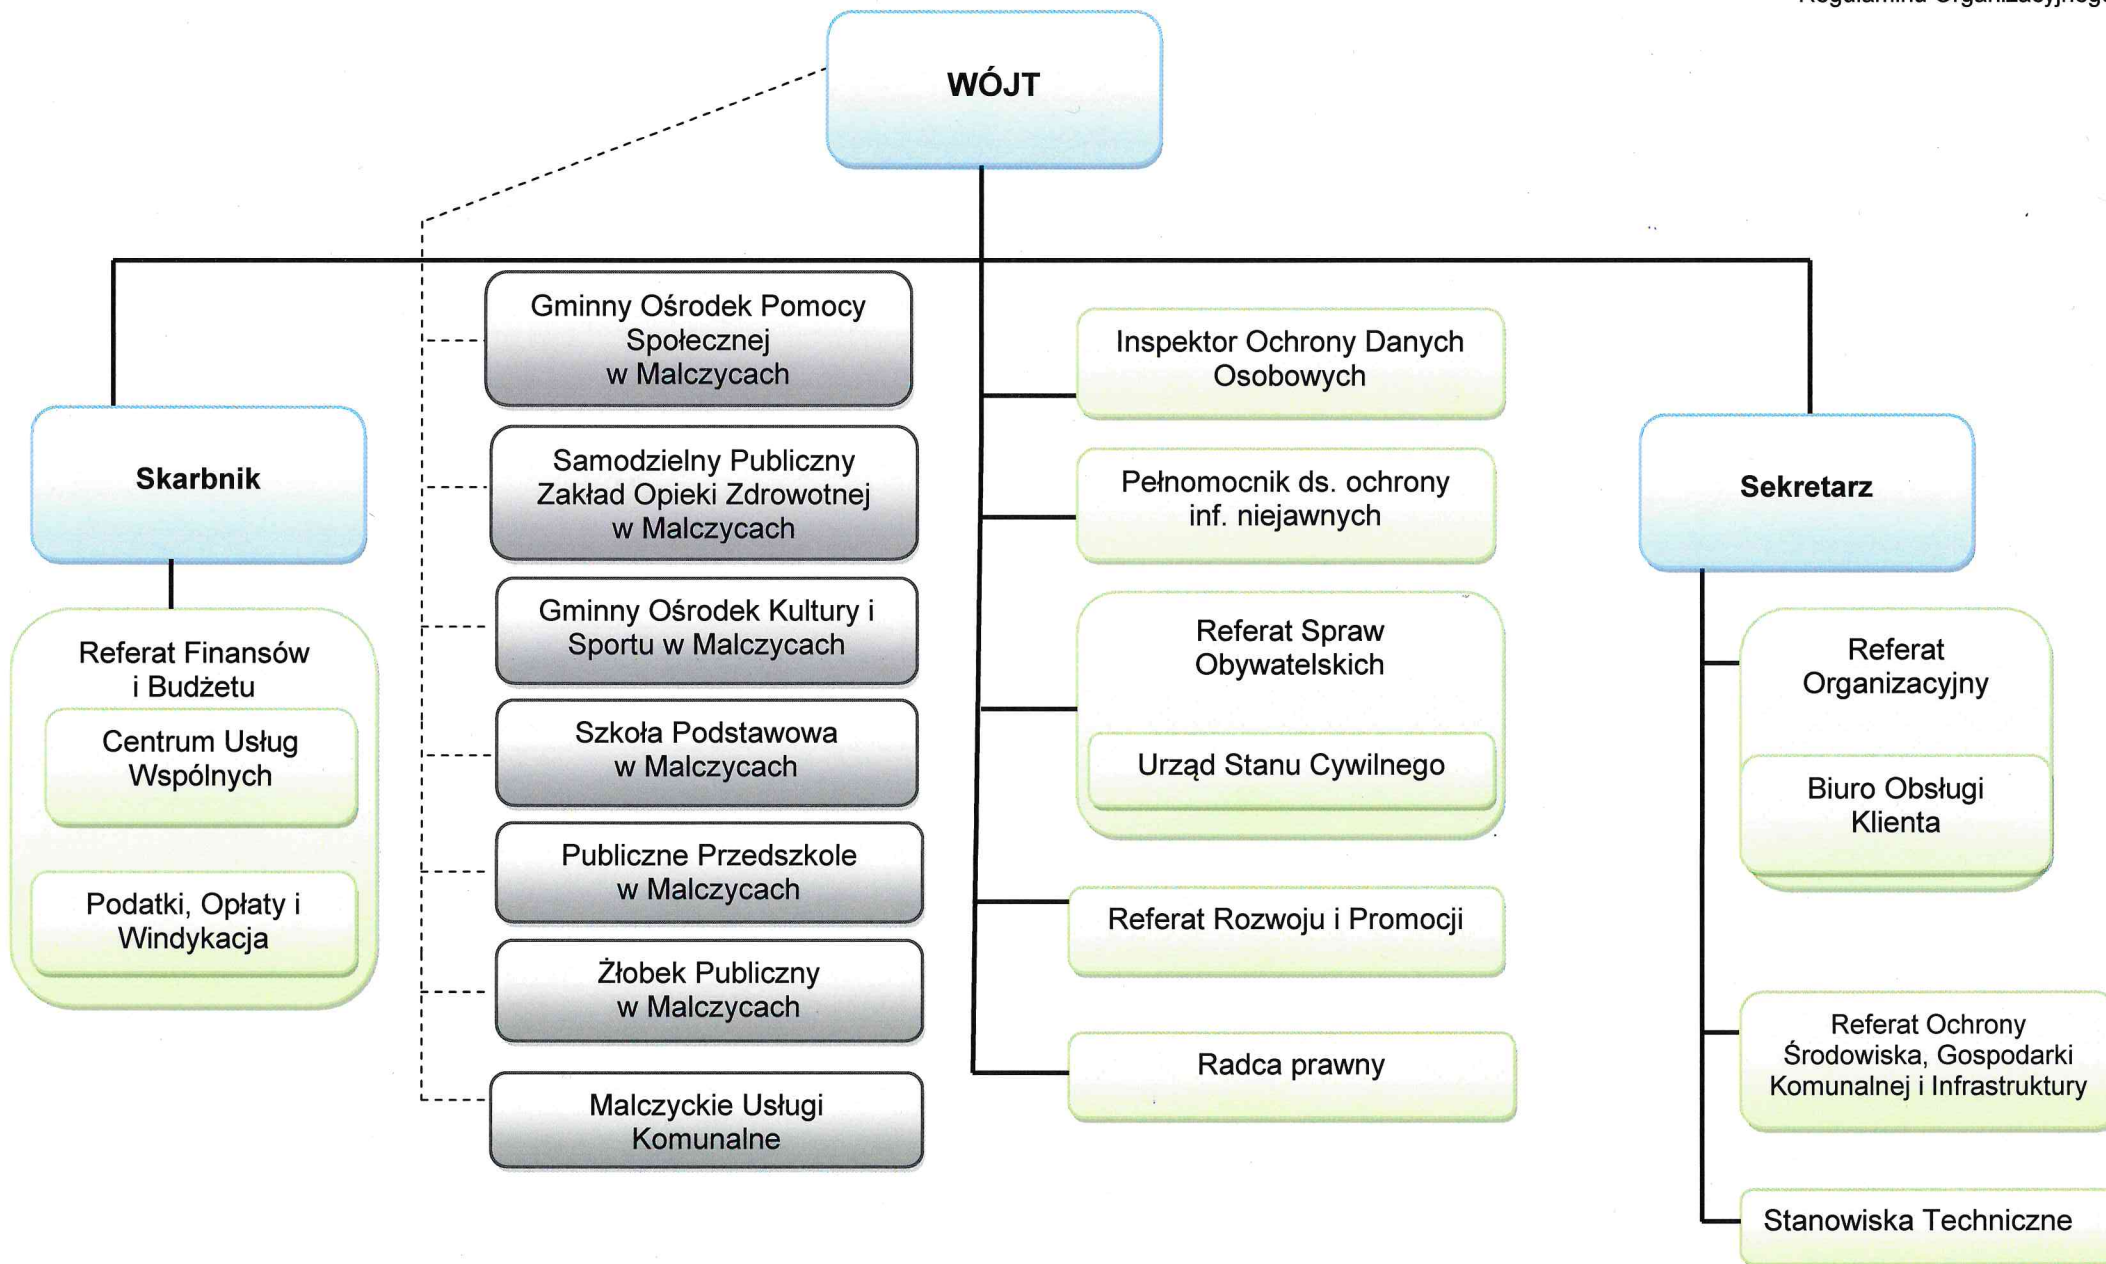 Regulaminu Organizacyjnego
WÓJT
Skarbnik
Referat Finansów
i Budżetu
Centrum Usług
Wspólnych
Podatki, Opłaty i
Windykacja
Gminny Ośrodek Pomocy
Społecznej
w Malczycach
Samodzielny Publiczny
Zakład Opieki Zdrowotnej
w Malczycach
Gminny Ośrodek Kultury i
Sportu w Malczycach
Szkoła Podstawowa
w Malczycach
Publiczne Przedszkole
w Malczycach
Żłobek Publiczny
w Malczycach
Malczyckie Usługi
Komunalne
Inspektor Ochrony Danych
Osobowych
Pełnomocnik ds. ochrony
inf. niejawnych
Referat Spraw
Obywatelskich
Urząd Stanu Cywilnego
Referat Rozwoju i Promocji
Radca prawny
Sekretarz
Referat
Organizacyjny
Biuro Obsługi
Klienta
Referat Ochrony
Środowiska, Gospodarki
Komunalnej i Infrastruktury
Stanowiska Techniczne